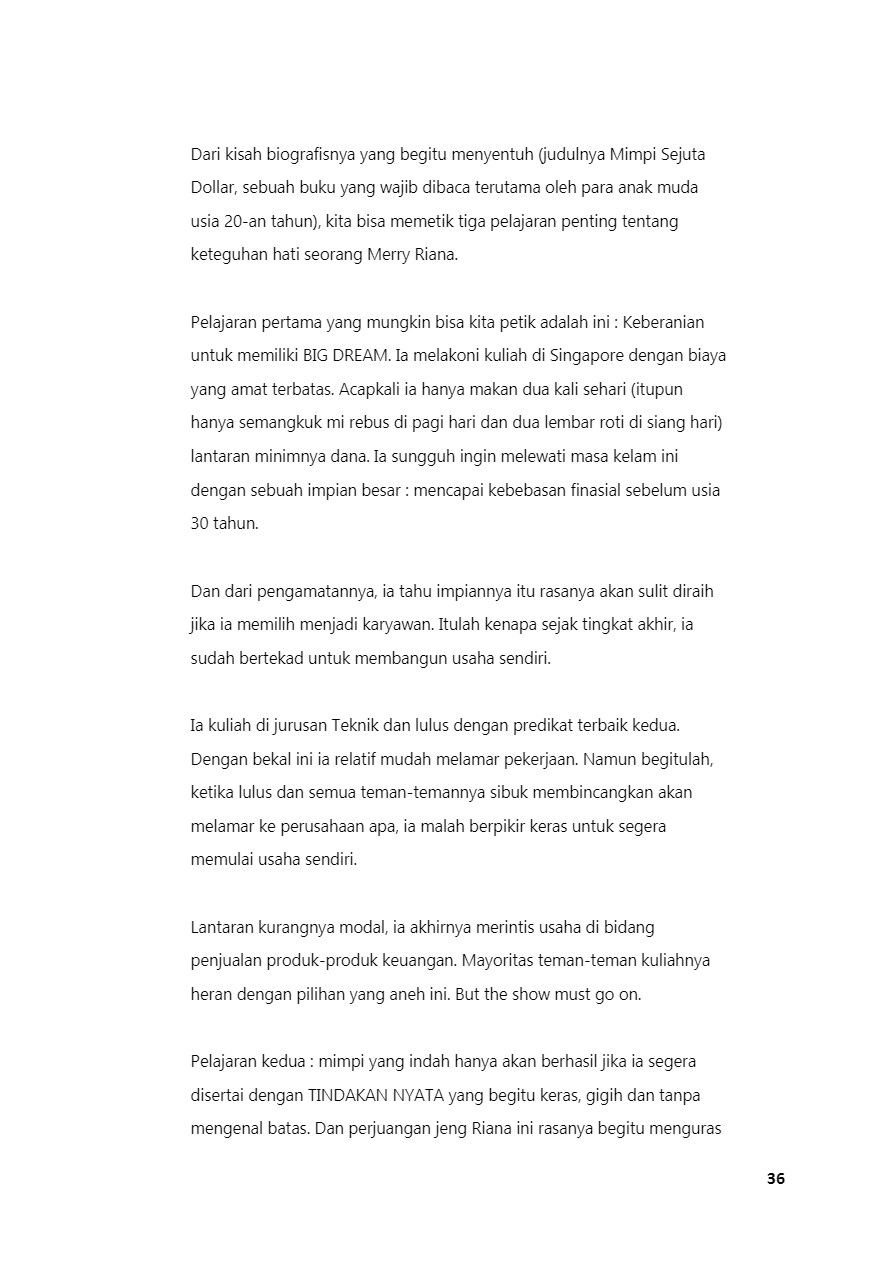 Dari kisah biografisnya yang begitu menyentuh (judulnya Mimpi Sejuta
Dollar, sebuah buku yang wajib dibaca terutama oleh para anak muda
usia 20-an tahun), kita bisa memetik tiga pelajaran penting tentang
keteguhan hati seorang Merry Riana.
Pelajaran pertama yang mungkin bisa kita petik adalah ini : Keberanian
untuk memiliki BIG DREAM. Ia melakoni kuliah di Singapore dengan biaya
yang amat terbatas. Acapkali ia hanya makan dua kali sehari (itupun
hanya semangkuk mi rebus di pagi hari dan dua lembar roti di siang hari)
lantaran minimnya dana. Ia sungguh ingin melewati masa kelam ini
dengan sebuah impian besar : mencapai kebebasan finasial sebelum usia
30 tahun.
Dan dari pengamatannya, ia tahu impiannya itu rasanya akan sulit diraih
jika ia memilih menjadi karyawan. Itulah kenapa sejak tingkat akhir, ia
sudah bertekad untuk membangun usaha sendiri.
Ia kuliah di jurusan Teknik dan lulus dengan predikat terbaik kedua.
Dengan bekal ini ia relatif mudah melamar pekerjaan. Namun begitulah,
ketika lulus dan semua teman-temannya sibuk membincangkan akan
melamar ke perusahaan apa, ia malah berpikir keras untuk segera
memulai usaha sendiri.
Lantaran kurangnya modal, ia akhirnya merintis usaha di bidang
penjualan produk-produk keuangan. Mayoritas teman-teman kuliahnya
heran dengan pilihan yang aneh ini. But the show must go on.
Pelajaran kedua : mimpi yang indah hanya akan berhasil jika ia segera
disertai dengan TINDAKAN NYATA yang begitu keras, gigih dan tanpa
mengenal batas. Dan perjuangan jeng Riana ini rasanya begitu menguras
36